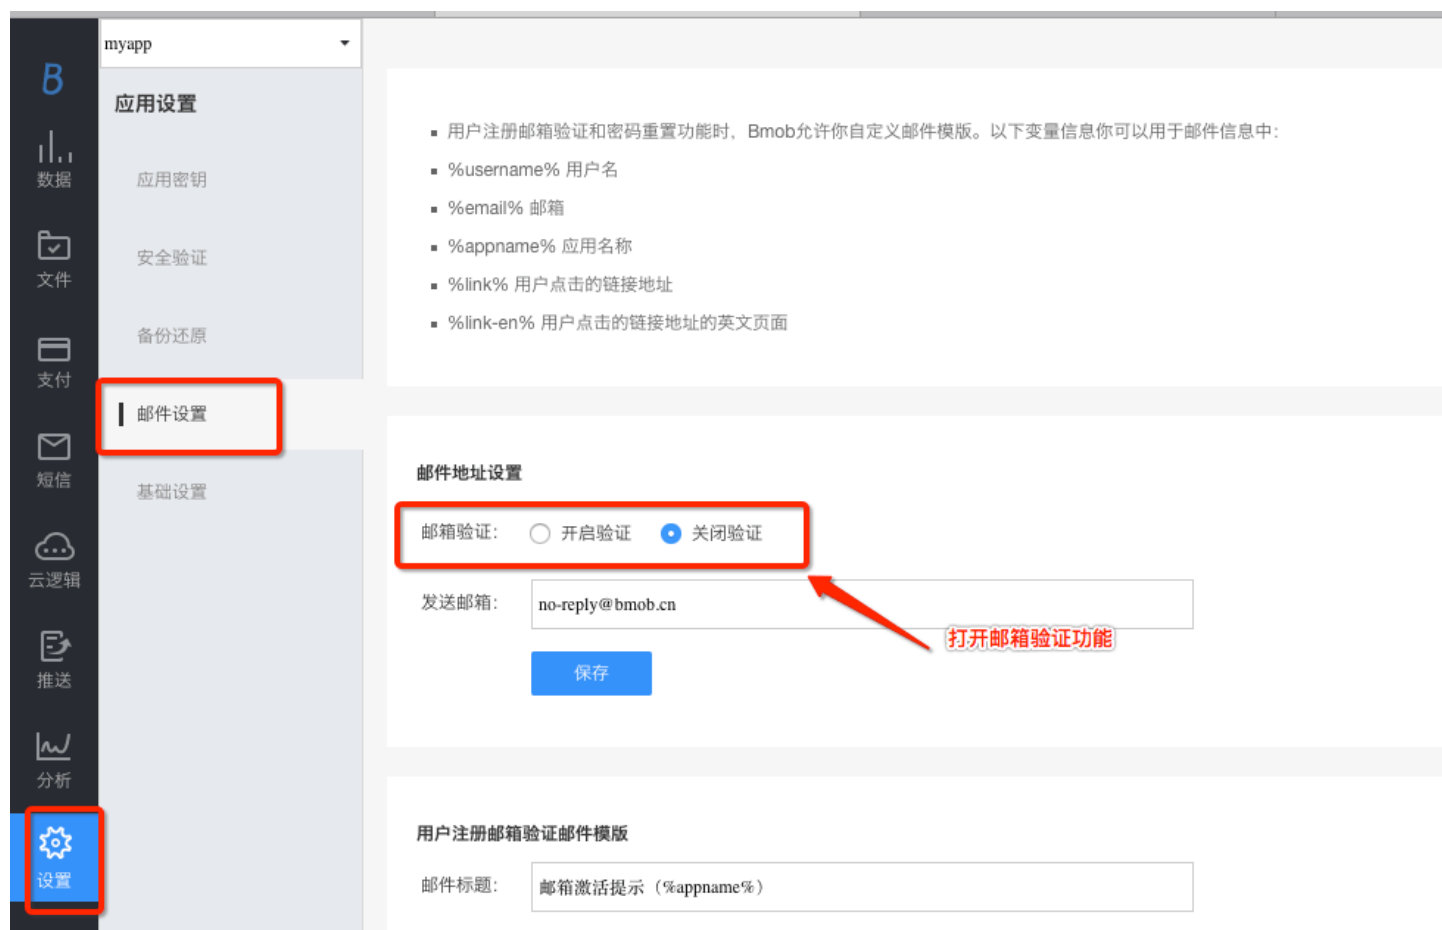 myapp
B
应用设置
数据
应用密钥
文件
安全验证
支付
备份还原
短信
邮件设置
云逻辑
基础设置
推送
分析
设置
用户注册邮箱验证和密码重置功能时，Bmob允许你自定义邮件模版。以下变量信息你可以用于邮件信息中：
%username% 用户名
%email% 邮箱
%appname% 应用名称
%link% 用户点击的链接地址
%link-en% 用户点击的链接地址的英文页面
邮件地址设置
邮箱验证： 开启验证 关闭验证
发送邮箱： no-reply@bmob.cn
打开邮箱验证功能
保存
用户注册邮箱验证邮件模版
邮件标题： 邮箱激活提示（%appname%）